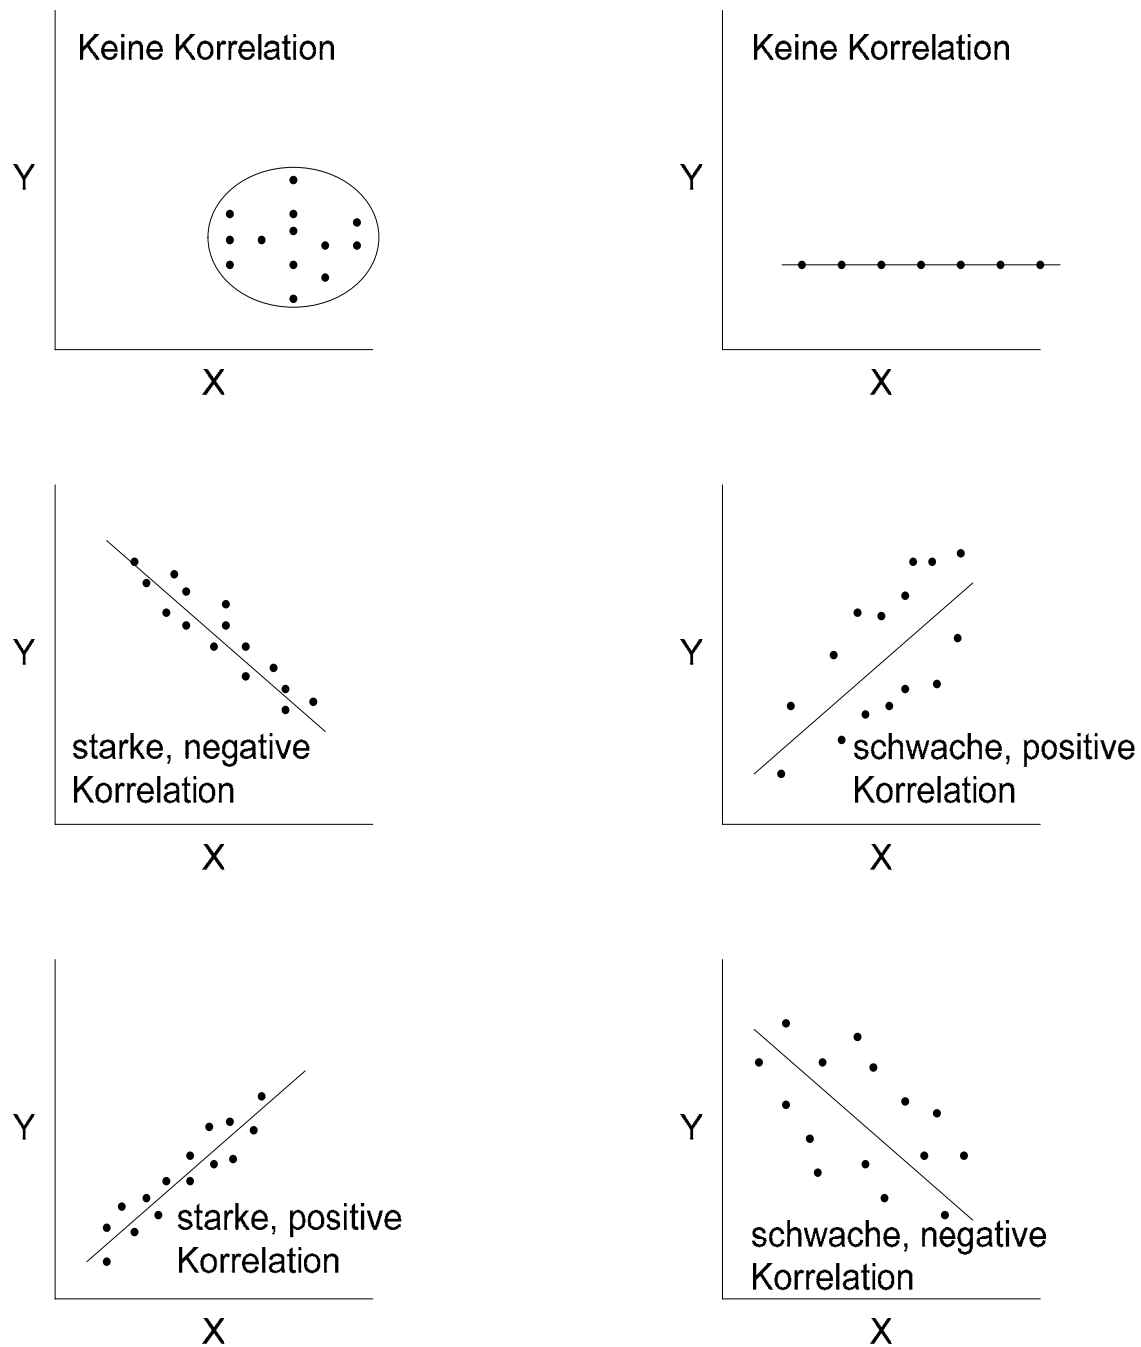 Keine Korrelation
Y
X
Keine Korrelation
Y
X
Y
starke, negative
Korrelation
X
Y
schwache, positive
Korrelation
X
Y
starke, positive
Korrelation
X
Y
schwache, negative
Korrelation
X